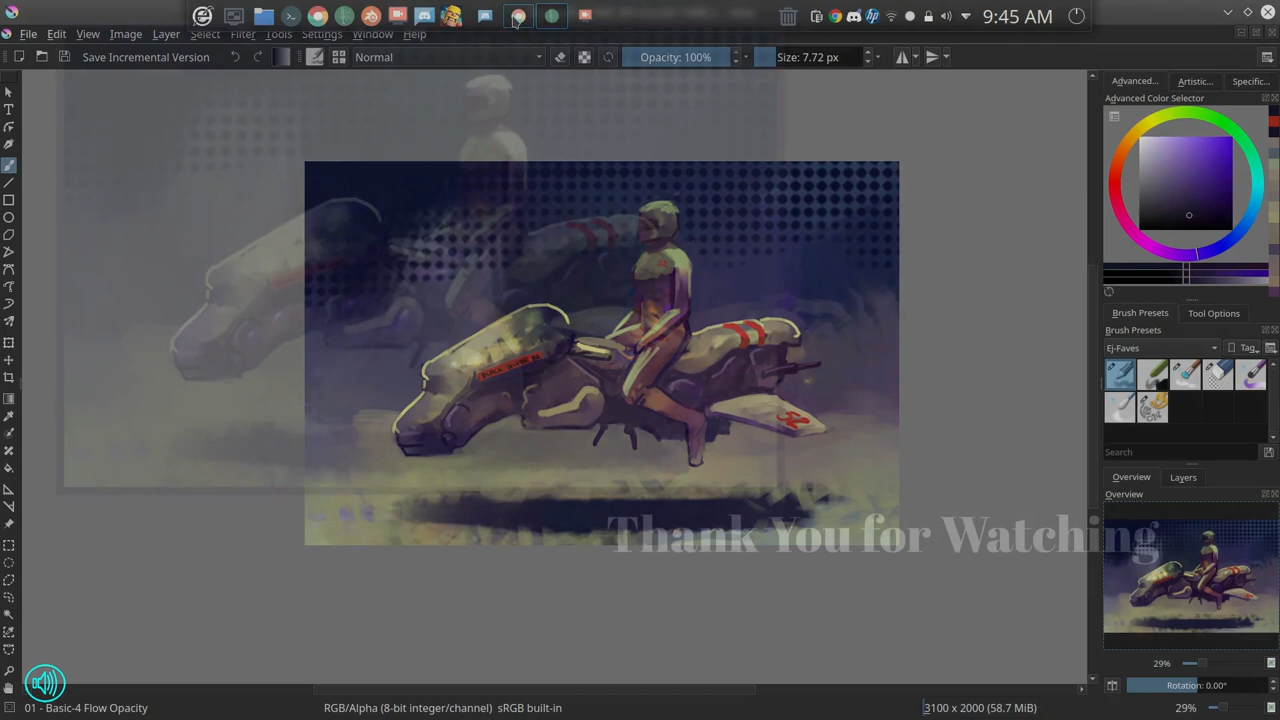 9:45 AM
File Edit View Image Layer Select Filter Tools Settings Window Help
Save Incremental Version
Normal
Opacity: 100%
Size: 7.72 px
Advanced... Artistic... Specific...
Advanced Color Selector
Brush Presets Tool Options
Brush Presets
Ej-Faves
Tag
Search
Overview Layers
Overview
52
Thank You for Watching
29%
Rotation: 0.00°
01 - Basic-4 Flow Opacity
RGB/Alpha (8-bit integer/channel) sRGB built-in
3100 x 2000 (58.7 MiB)
29%